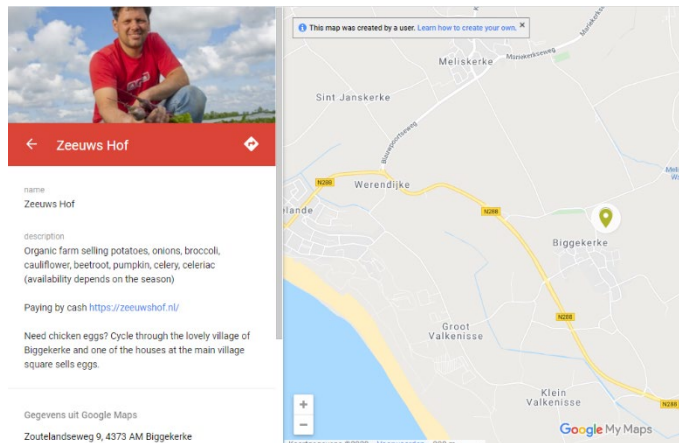 Zeeuws Hof
name
Zeeuws Hof
description
Organic farm selling potatoes, onions, broccoli,
cauliflower, beetroot, pumpkin, celery, celeriac
(availability depends on the season)
Paying by cash https://zeeuwshof.nl/
Need chicken eggs? Cycle through the lovely village of
Biggekerke and one of the houses at the main village
square sells eggs.
Gegevens uit Google Maps
Zoutelandseweg 9, 4373 AM Biggekerke
This map was created by a user. Learn how to create your own.
Meliskerke
Sint Janskerke
N288
Werendijke
elande
N288
Biggekerke
N288
Groot
Valkenisse
Klein
Valkenisse
N288
Google My Maps